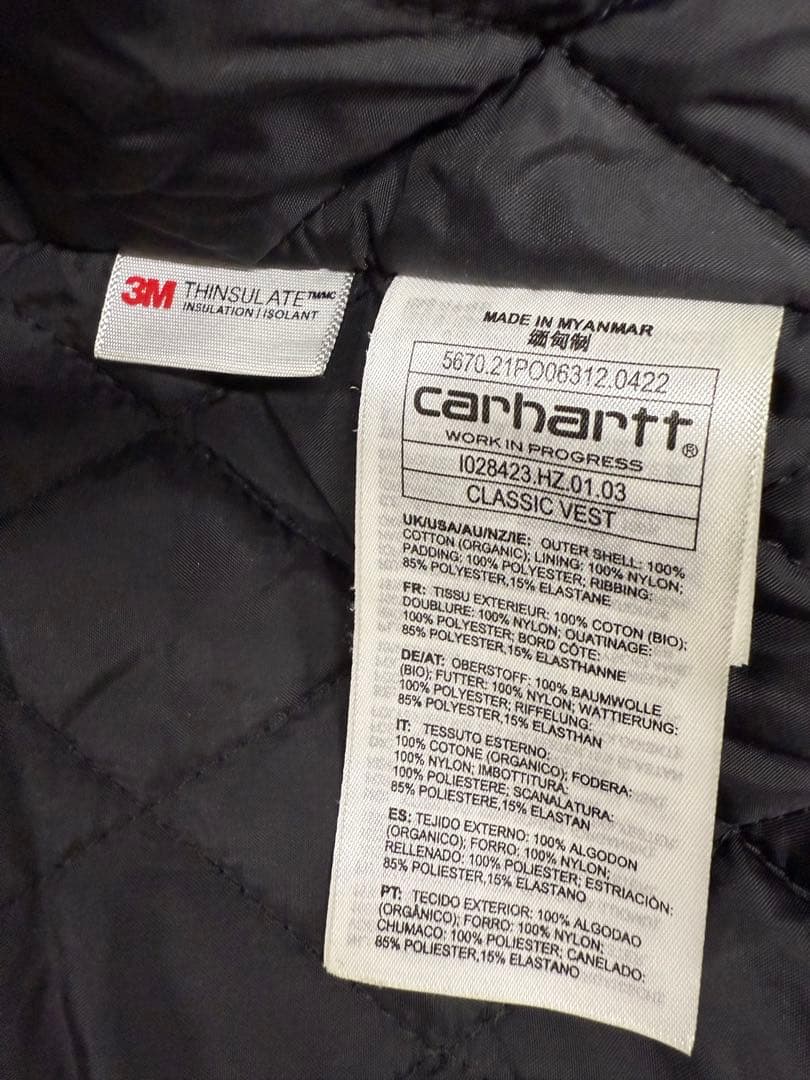 3M THINSULATE™/MC
INSULATION | ISOLANT
MADE IN MYANMAR
缅甸制
5670.21PO06312.0422
carhartt®
WORK IN PROGRESS
I028423.HZ.01.03
CLASSIC VEST
UK/USA/AU/NZ/IE: OUTER SHELL: 100%
COTTON (ORGANIC); LINING: 100% NYLON;
PADDING: 100% POLYESTER; RIBBING:
85% POLYESTER,15% ELASTANE
FR: TISSU EXTERIEUR: 100% COTON (BIO);
DOUBLURE: 100% NYLON; OUATINAGE:
100% POLYESTER; BORD CÔTE:
85% POLYESTER,15% ELASTHANNE
DE/AT: OBERSTOFF: 100% BAUMWOLLE
(BIO); FUTTER: 100% NYLON; WATTIERUNG:
100% POLYESTER; RIFFELUNG:
85% POLYESTER,15% ELASTHAN
IT: TESSUTO ESTERNO:
100% COTONE (ORGANICO); FODERA:
100% NYLON; IMBOTTITURA:
100% POLIESTERE; SCANALATURA:
85% POLIESTERE,15% ELASTAN
ES: TEJIDO EXTERNO: 100% ALGODON
(ORGANICO); FORRO: 100% NYLON;
RELLENADO: 100% POLIESTER; ESTRIACIÓN:
85% POLIESTER,15% ELASTANO
PT: TECIDO EXTERIOR: 100% ALGODAO
(ORGÂNICO); FORRO: 100% NYLON;
CHUMACO: 100% POLIESTER; CANELADO:
85% POLIESTER,15% ELASTANO